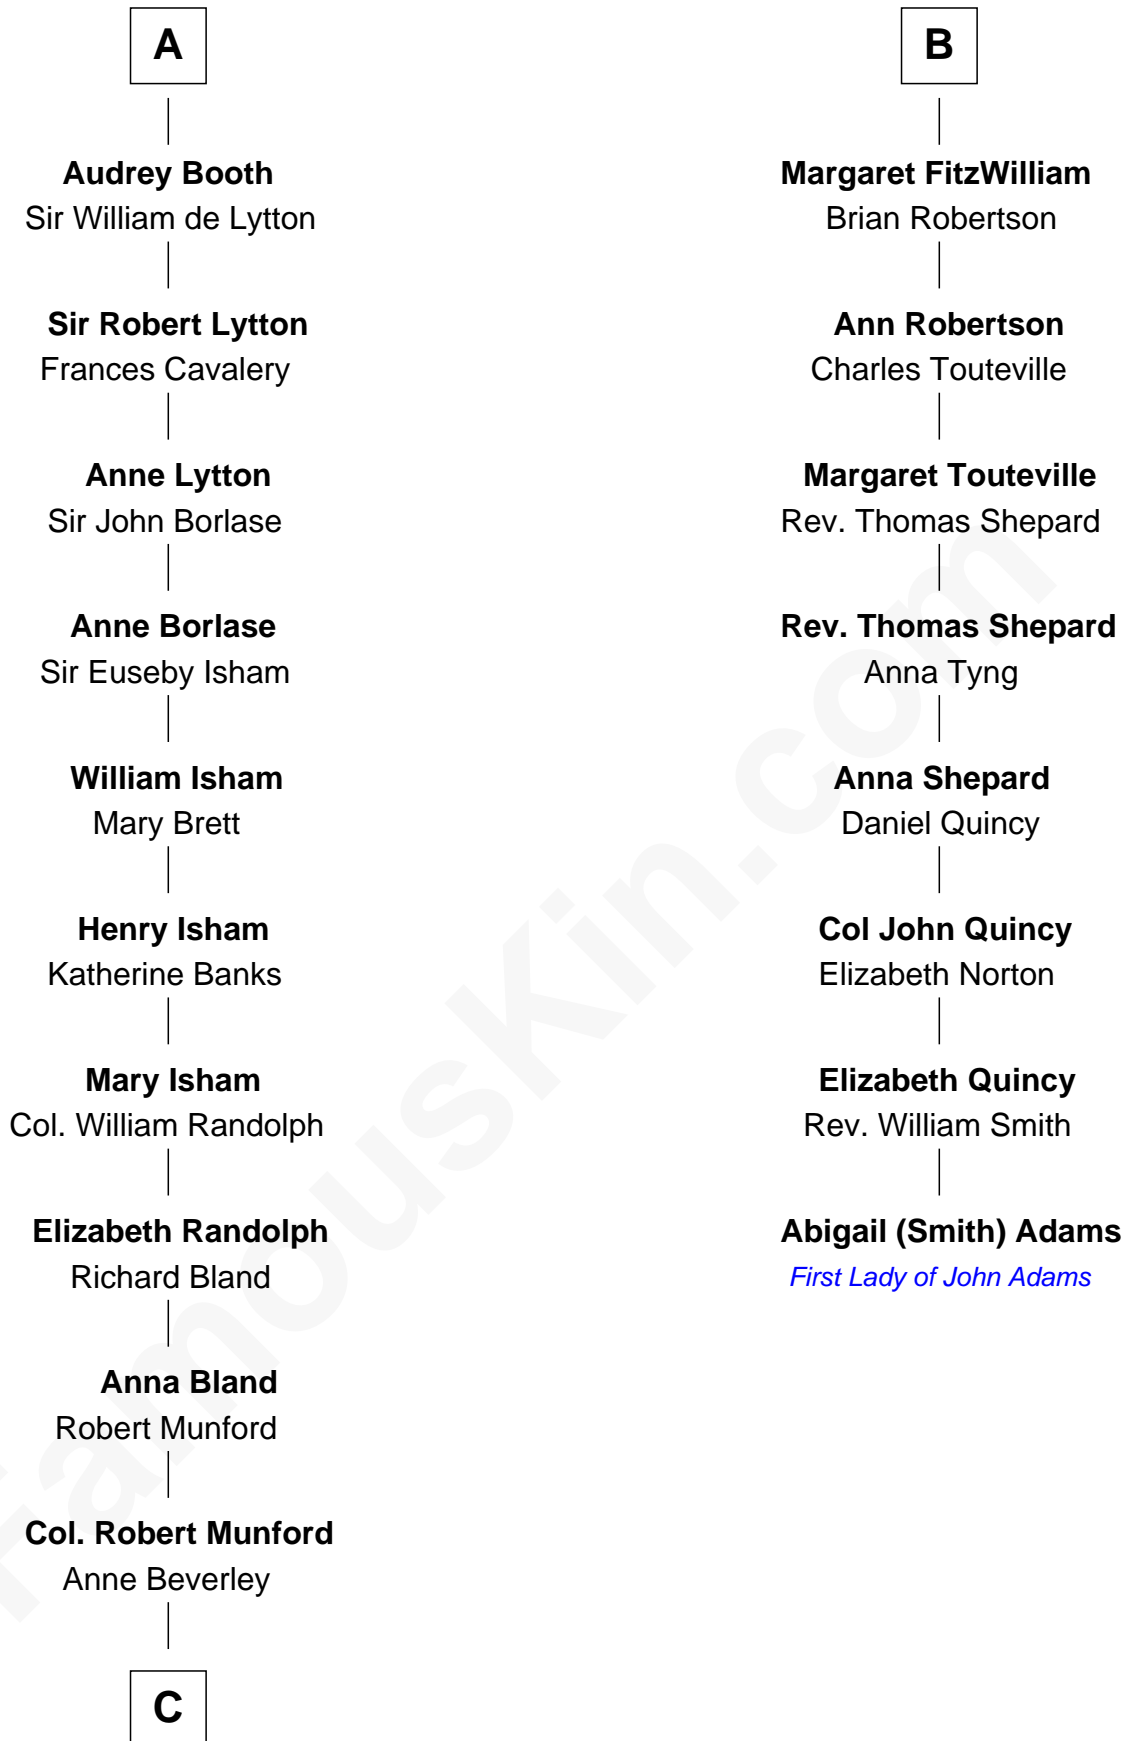 A
Audrey Booth
Sir William de Lytton
Sir Robert Lytton
Frances Cavalery
Anne Lytton
Sir John Borlase
Anne Borlase
Sir Euseby Isham
William Isham
Mary Brett
Henry Isham
Katherine Banks
Mary Isham
Col. William Randolph
Elizabeth Randolph
Richard Bland
Anna Bland
Robert Munford
Col. Robert Munford
Anne Beverley
C
B
Margaret FitzWilliam
Brian Robertson
Ann Robertson
Charles Touteville
Margaret Touteville
Rev. Thomas Shepard
Rev. Thomas Shepard
Anna Tyng
Anna Shepard
Daniel Quincy
Col John Quincy
Elizabeth Norton
Elizabeth Quincy
Rev. William Smith
Abigail (Smith) Adams
First Lady of John Adams
FamousKin.com